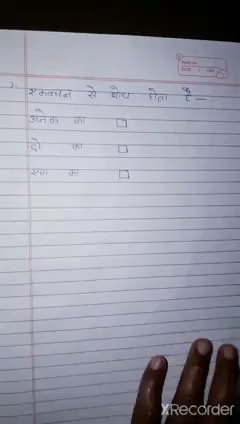 एकवचन से बोध होता है —
अनेक का
दो का
एक का
XRecorder